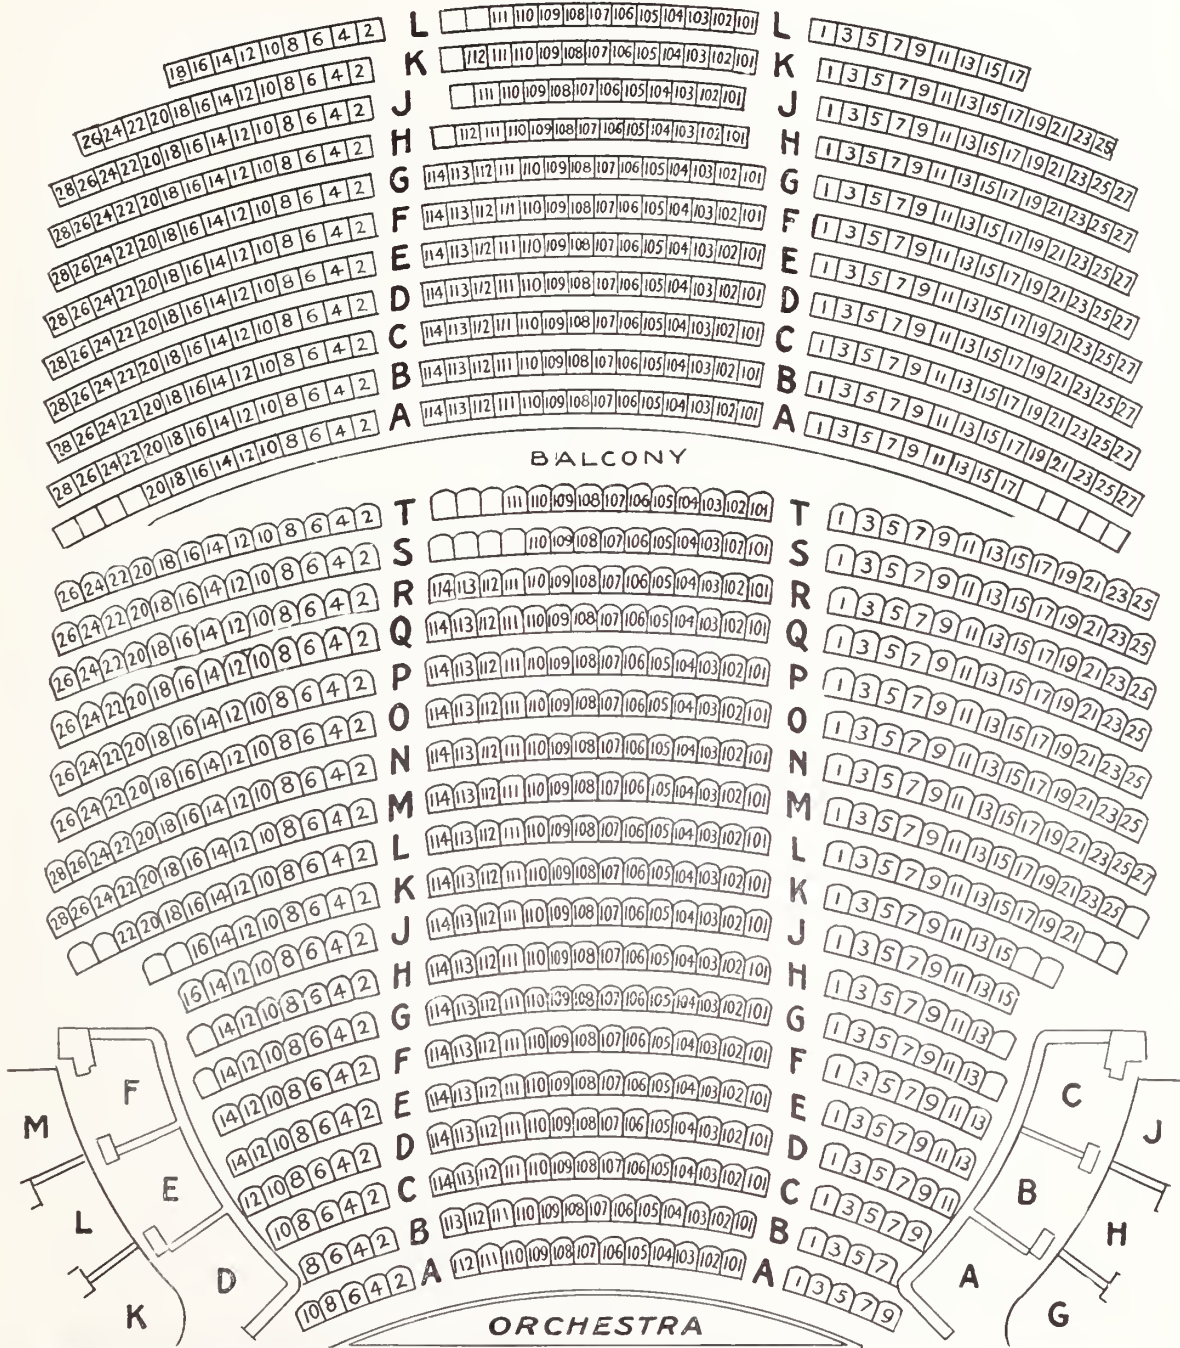 18 16 14 12 10 8 6 4 2 L 111 110 109 108 107 106 105 104 103 102 101 L 1 3 5 7 9 11 13 15 17
26 24 22 20 18 16 14 12 10 8 6 4 2 K 112 111 110 109 108 107 106 105 104 103 102 101 K 1 3 5 7 9 11 13 15 17 19 21 23 25
28 26 24 22 20 18 16 14 12 10 8 6 4 2 J 111 110 109 108 107 106 105 104 103 102 101 J 1 3 5 7 9 11 13 15 17 19 21 23 25 27
28 26 24 22 20 18 16 14 12 10 8 6 4 2 H 112 111 110 109 108 107 106 105 104 103 102 101 H 1 3 5 7 9 11 13 15 17 19 21 23 25 27
28 26 24 22 20 18 16 14 12 10 8 6 4 2 G 114 113 112 111 110 109 108 107 106 105 104 103 102 101 G 1 3 5 7 9 11 13 15 17 19 21 23 25 27
28 26 24 22 20 18 16 14 12 10 8 6 4 2 F 114 113 112 111 110 109 108 107 106 105 104 103 102 101 F 1 3 5 7 9 11 13 15 17 19 21 23 25 27
28 26 24 22 20 18 16 14 12 10 8 6 4 2 E 114 113 112 111 110 109 108 107 106 105 104 103 102 101 E 1 3 5 7 9 11 13 15 17 19 21 23 25 27
28 26 24 22 20 18 16 14 12 10 8 6 4 2 D 114 113 112 111 110 109 108 107 106 105 104 103 102 101 D 1 3 5 7 9 11 13 15 17 19 21 23 25 27
28 26 24 22 20 18 16 14 12 10 8 6 4 2 C 114 113 112 111 110 109 108 107 106 105 104 103 102 101 C 1 3 5 7 9 11 13 15 17 19 21 23 25 27
28 26 24 22 20 18 16 14 12 10 8 6 4 2 B 114 113 112 111 110 109 108 107 106 105 104 103 102 101 B 1 3 5 7 9 11 13 15 17 19 21 23 25 27
20 18 16 14 12 10 8 6 4 2 A 114 113 112 111 110 109 108 107 106 105 104 103 102 101 A 1 3 5 7 9 11 13 15 17
BALCONY
26 24 22 20 18 16 14 12 10 8 6 4 2 T 111 110 109 108 107 106 105 104 103 102 101 T 1 3 5 7 9 11 13 15 17 19 21 23 25
26 24 22 20 18 16 14 12 10 8 6 4 2 S 110 109 108 107 106 105 104 103 102 101 S 1 3 5 7 9 11 13 15 17 19 21 23 25
26 24 22 20 18 16 14 12 10 8 6 4 2 R 114 113 112 111 110 109 108 107 106 105 104 103 102 101 R 1 3 5 7 9 11 13 15 17 19 21 23 25
26 24 22 20 18 16 14 12 10 8 6 4 2 Q 114 113 112 111 110 109 108 107 106 105 104 103 102 101 Q 1 3 5 7 9 11 13 15 17 19 21 23 25
26 24 22 20 18 16 14 12 10 8 6 4 2 P 114 113 112 111 110 109 108 107 106 105 104 103 102 101 P 1 3 5 7 9 11 13 15 17 19 21 23 25
26 24 22 20 18 16 14 12 10 8 6 4 2 O 114 113 112 111 110 109 108 107 106 105 104 103 102 101 O 1 3 5 7 9 11 13 15 17 19 21 23 25
28 26 24 22 20 18 16 14 12 10 8 6 4 2 N 114 113 112 111 110 109 108 107 106 105 104 103 102 101 N 1 3 5 7 9 11 13 15 17 19 21 23 25 27
28 26 24 22 20 18 16 14 12 10 8 6 4 2 M 114 113 112 111 110 109 108 107 106 105 104 103 102 101 M 1 3 5 7 9 11 13 15 17 19 21 23 25
22 20 18 16 14 12 10 8 6 4 2 L 114 113 112 111 110 109 108 107 106 105 104 103 102 101 L 1 3 5 7 9 11 13 15 17 19 21
16 14 12 10 8 6 4 2 K 114 113 112 111 110 109 108 107 106 105 104 103 102 101 K 1 3 5 7 9 11 13 15
16 14 12 10 8 6 4 2 J 114 113 112 111 110 109 108 107 106 105 104 103 102 101 J 1 3 5 7 9 11 13 15
14 12 10 8 6 4 2 H 114 113 112 111 110 109 108 107 106 105 104 103 102 101 H 1 3 5 7 9 11 13
14 12 10 8 6 4 2 G 114 113 112 111 110 109 108 107 106 105 104 103 102 101 G 1 3 5 7 9 11 13
14 12 10 8 6 4 2 F 114 113 112 111 110 109 108 107 106 105 104 103 102 101 F 1 3 5 7 9 11 13
14 12 10 8 6 4 2 E 114 113 112 111 110 109 108 107 106 105 104 103 102 101 E 1 3 5 7 9 11 13
12 10 8 6 4 2 D 114 113 112 111 110 109 108 107 106 105 104 103 102 101 D 1 3 5 7 9 11
10 8 6 4 2 C 114 113 112 111 110 109 108 107 106 105 104 103 102 101 C 1 3 5 7 9
8 6 4 2 B 113 112 111 110 109 108 107 106 105 104 103 102 101 B 1 3 5 7
10 8 6 4 2 A 112 111 110 109 108 107 106 105 104 103 102 101 A 1 3 5 7 9
F C
M J
E B
L H
D A
K G
ORCHESTRA